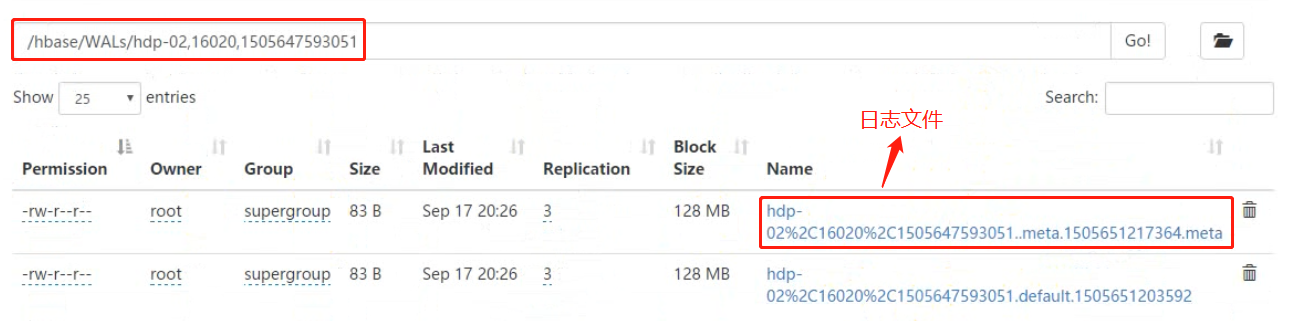 /hbase/WALs/hdp-02,16020,1505647593051 Go!
Show 25 entries Search:
日志文件
Permission Owner Group Size Last Modified Replication Block Size Name
-rw-r--r-- root supergroup 83 B Sep 17 20:26 3 128 MB hdp-
02%2C16020%2C1505647593051..meta.1505651217364.meta
-rw-r--r-- root supergroup 83 B Sep 17 20:26 3 128 MB hdp-
02%2C16020%2C1505647593051.default.1505651203592